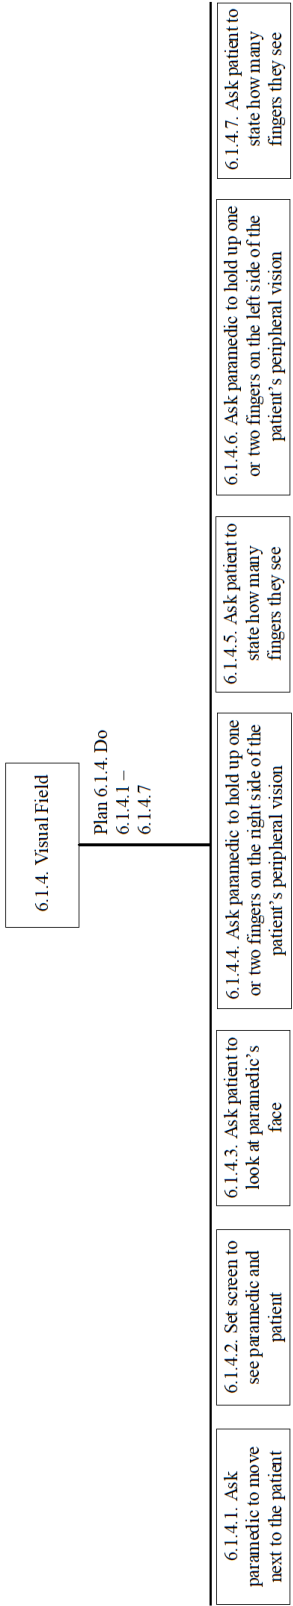 6.1.4. Visual Field
Plan 6.1.4. Do
6.1.4.1 –
6.1.4.7
6.1.4.1. Ask
paramedic to move
next to the patient
6.1.4.2. Set screen to
see paramedic and
patient
6.1.4.3. Ask patient to
look at paramedic's
face
6.1.4.4. Ask paramedic to hold up one
or two fingers on the right side of the
patient's peripheral vision
6.1.4.5. Ask patient to
state how many
fingers they see
6.1.4.6. Ask paramedic to hold up one
or two fingers on the left side of the
patient's peripheral vision
6.1.4.7. Ask patient to
state how many
fingers they see